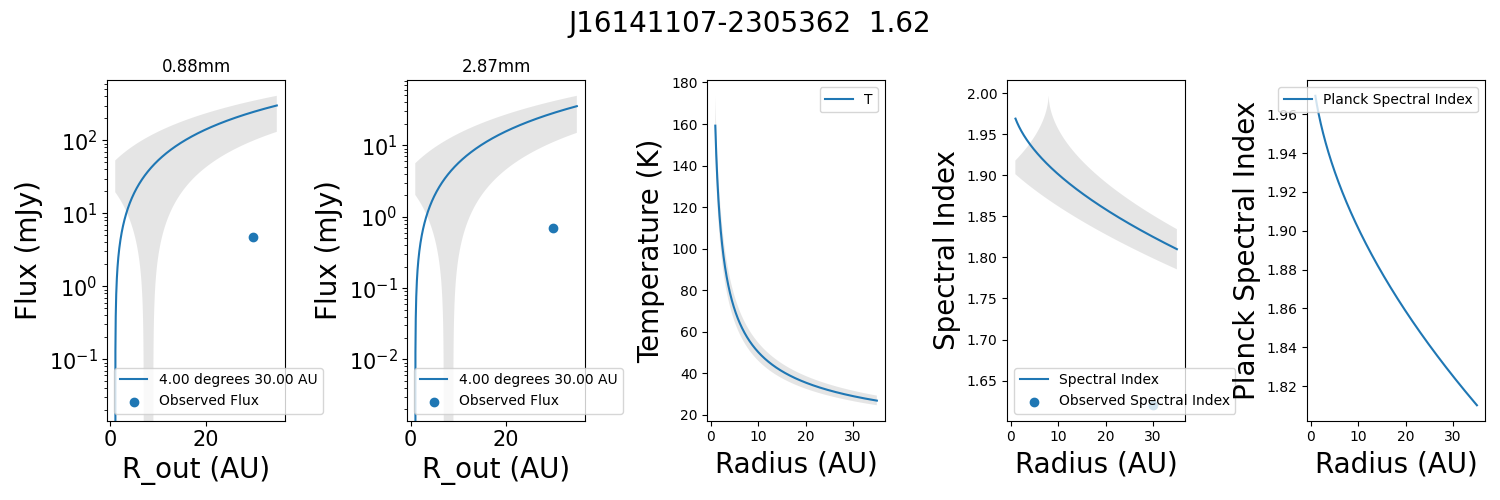 J16141107-2305362 1.62
0.88mm
Flux (mJy)
10^2
10^1
10^0
10^-1
4.00 degrees 30.00 AU
Observed Flux
0
20
R_out (AU)
2.87mm
Flux (mJy)
10^1
10^0
10^-1
10^-2
4.00 degrees 30.00 AU
Observed Flux
0
20
R_out (AU)
Temperature (K)
180
160
140
120
100
80
60
40
20
T
0
10
20
30
Radius (AU)
Spectral Index
2.00
1.95
1.90
1.85
1.80
1.75
1.70
1.65
Spectral Index
Observed Spectral Index
0
10
20
30
Radius (AU)
Planck Spectral Index
Planck Spectral Index
1.96
1.94
1.92
1.90
1.88
1.86
1.84
1.82
0
10
20
30
Radius (AU)